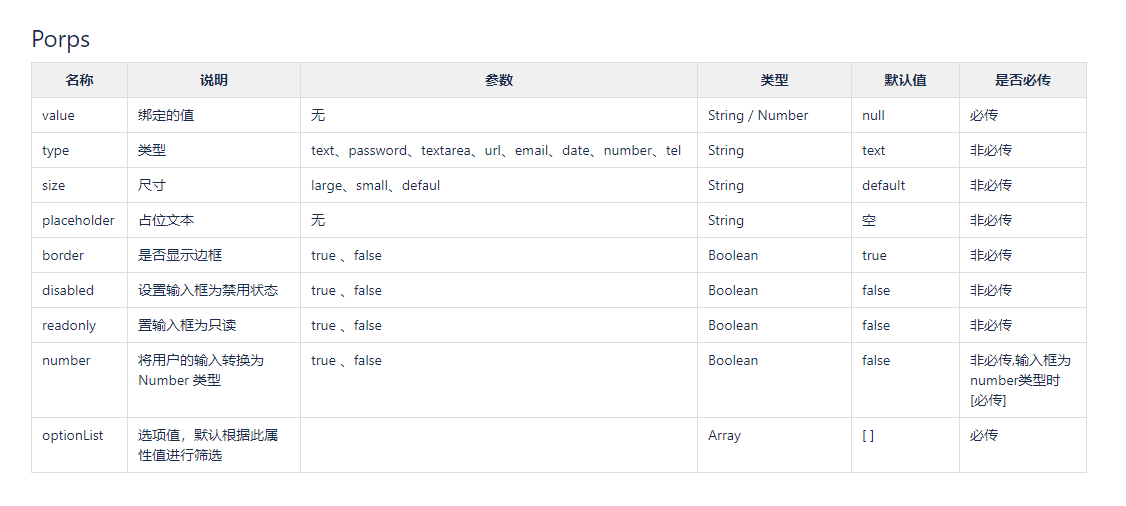 Porps
名称 说明 参数 类型 默认值 是否必传
value 绑定的值 无 String / Number null 必传
type 类型 text、password、textarea、url、email、date、number、tel String text 非必传
size 尺寸 large、small、defaul String default 非必传
placeholder 占位文本 无 String 空 非必传
border 是否显示边框 true 、false Boolean true 非必传
disabled 设置输入框为禁用状态 true 、false Boolean false 非必传
readonly 置输入框为只读 true 、false Boolean false 非必传
number 将用户的输入转换为 true 、false Boolean false 非必传,输入框为
Number 类型 number类型时
[必传]
optionList 选项值，默认根据此属 Array [ ] 必传
性值进行筛选